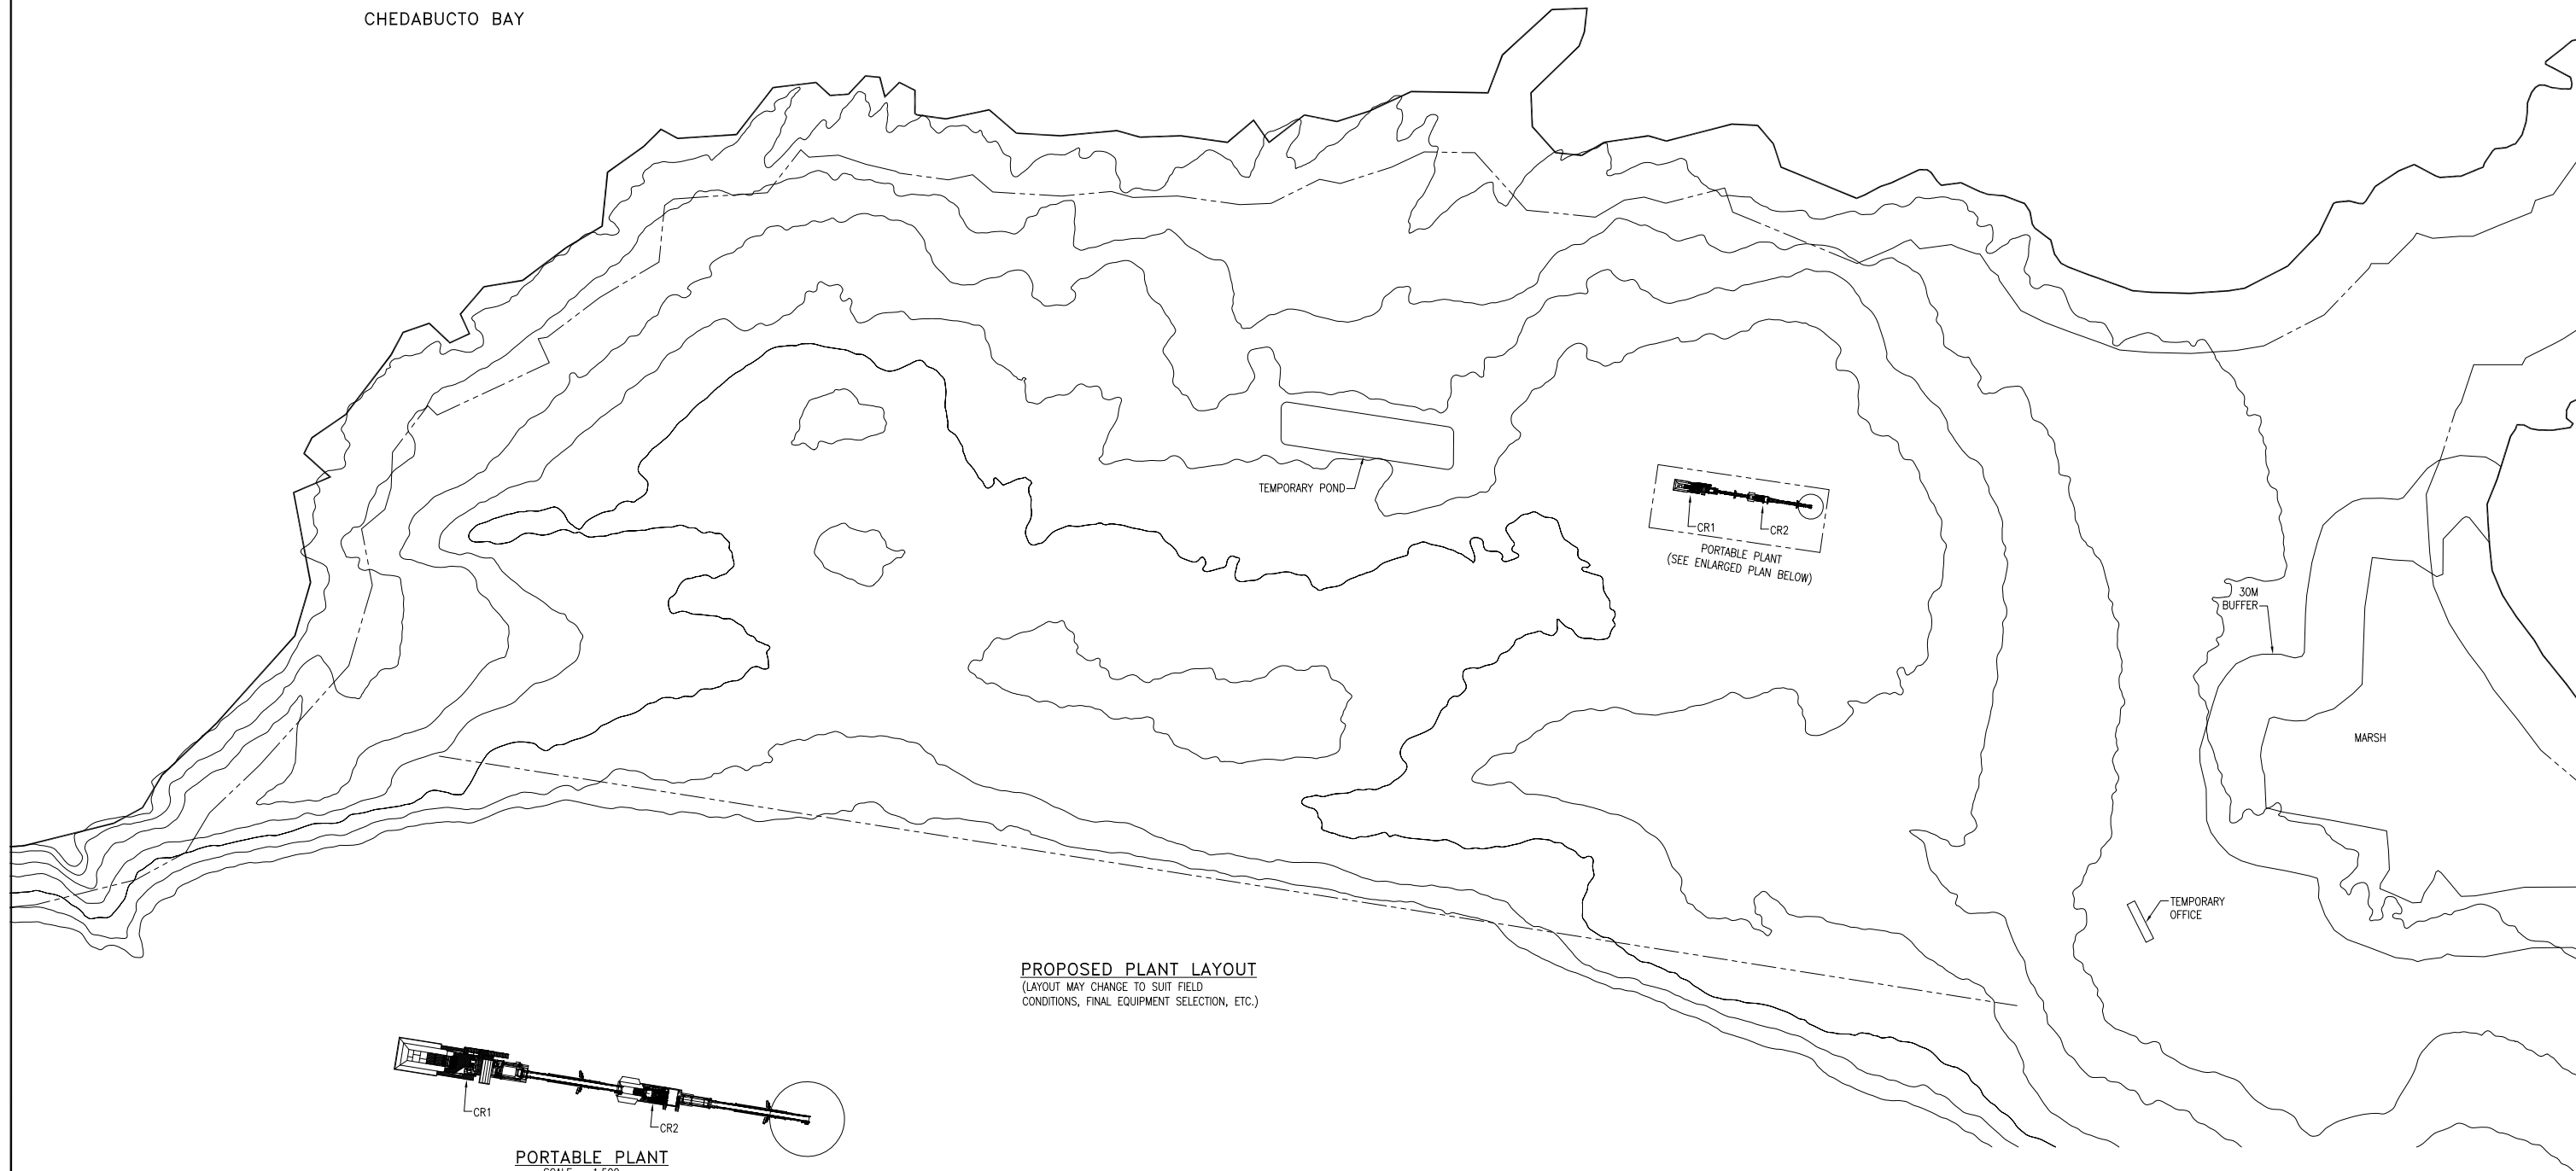 CHEDABUCTO BAY
TEMPORARY POND
CR1
CR2
PORTABLE PLANT
(SEE ENLARGED PLAN BELOW)
30M
BUFFER
MARSH
TEMPORARY
OFFICE
PROPOSED PLANT LAYOUT
(LAYOUT MAY CHANGE TO SUIT FIELD
CONDITIONS, FINAL EQUIPMENT SELECTION, ETC.)
CR1
CR2
PORTABLE PLANT